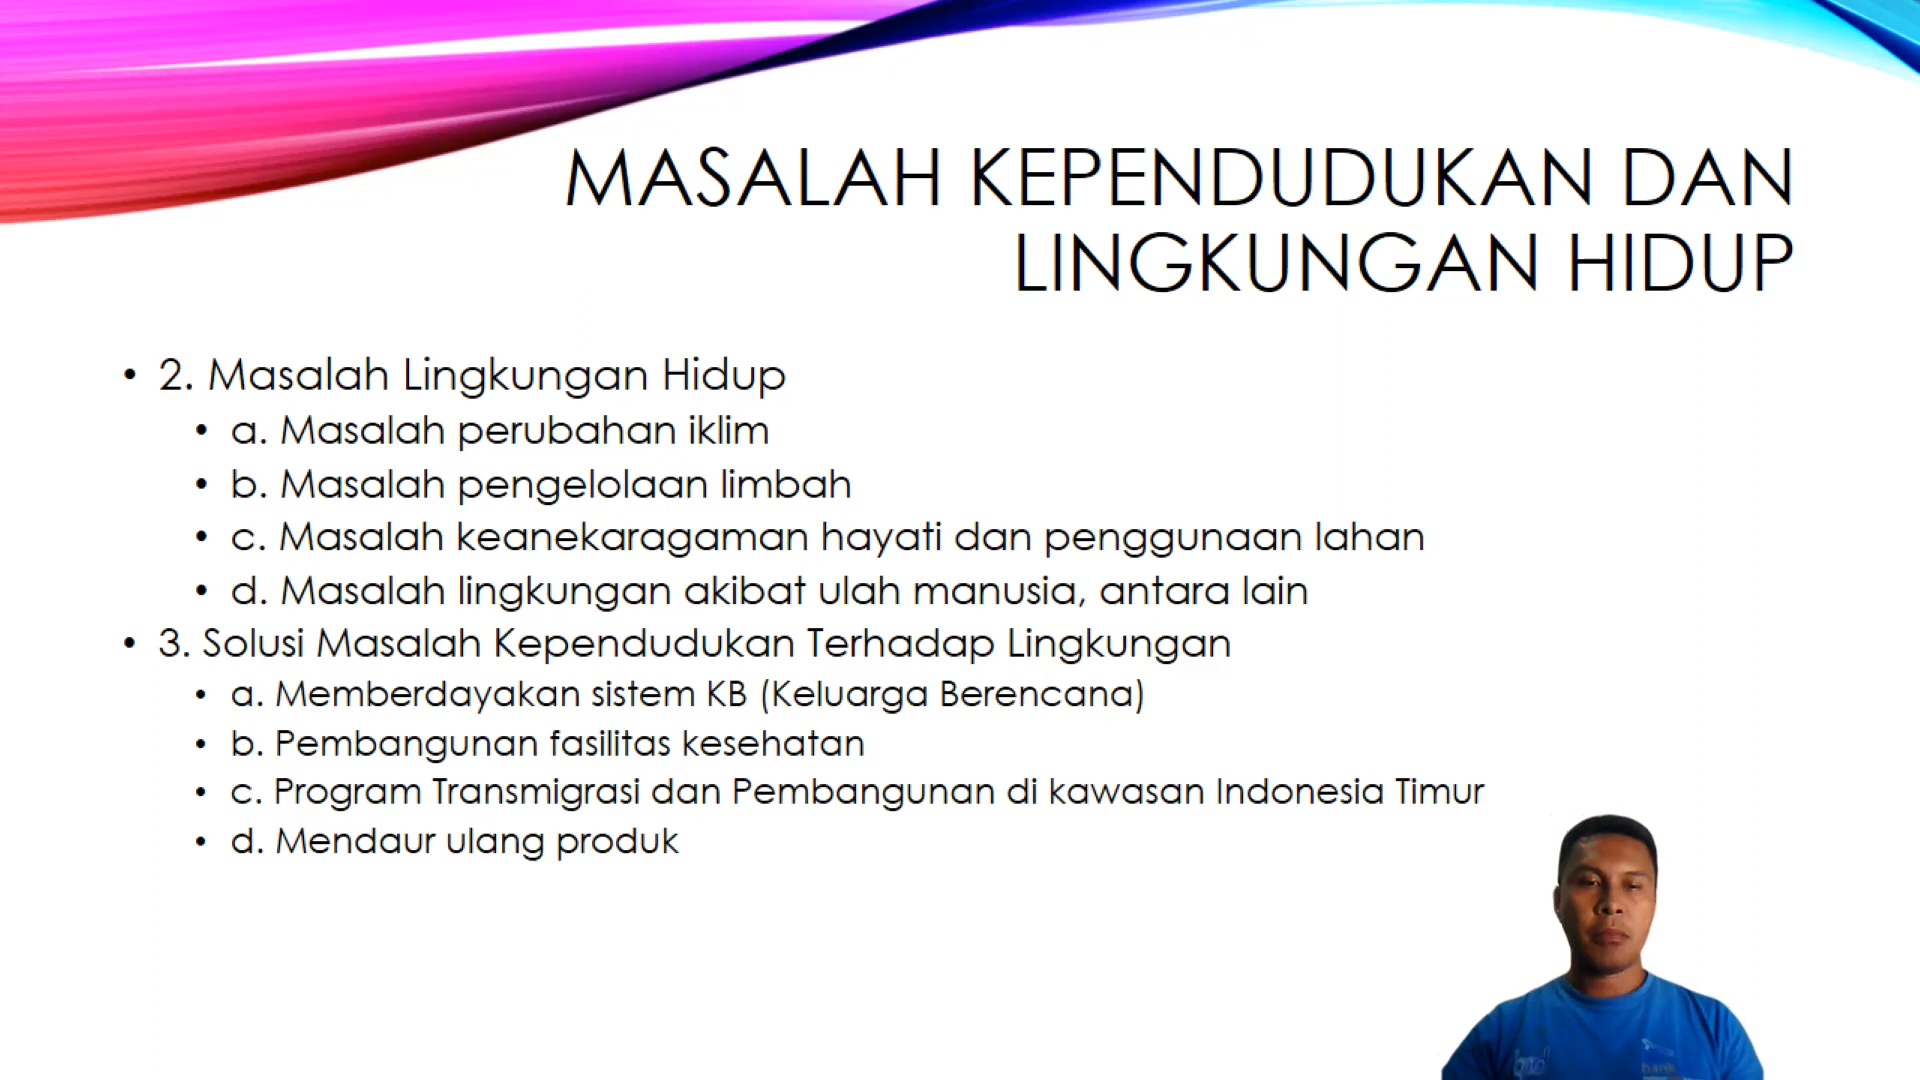 MASALAH KEPENDUDUKAN DAN
LINGKUNGAN HIDUP
• 2. Masalah Lingkungan Hidup
• a. Masalah perubahan iklim
• b. Masalah pengelolaan limbah
• c. Masalah keanekaragaman hayati dan penggunaan lahan
• d. Masalah lingkungan akibat ulah manusia, antara lain
• 3. Solusi Masalah Kependudukan Terhadap Lingkungan
• a. Memberdayakan sistem KB (Keluarga Berencana)
• b. Pembangunan fasilitas kesehatan
• c. Program Transmigrasi dan Pembangunan di kawasan Indonesia Timur
• d. Mendaur ulang produk